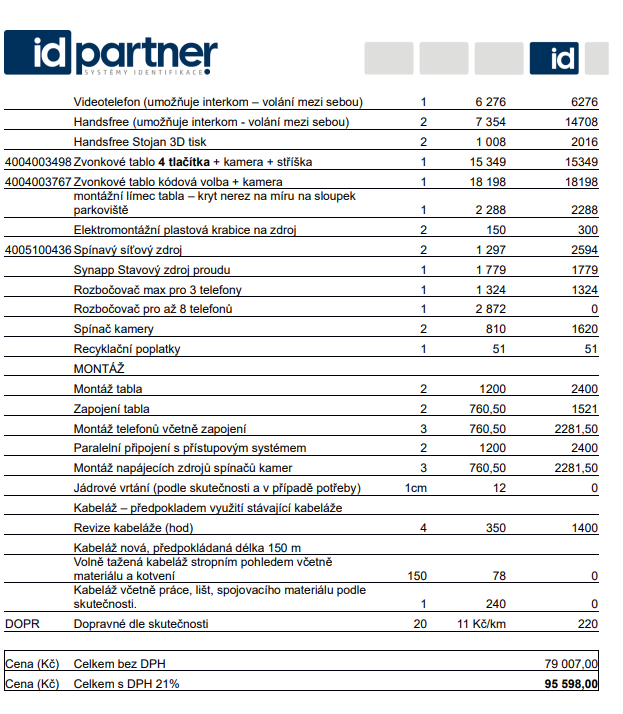 idpartner
SYSTÉMY IDENTIFIKACE
id
Videotelefon (umožňuje interkom – volání mezi sebou) 1 6 276 6276
Handsfree (umožňuje interkom - volání mezi sebou) 2 7 354 14708
Handsfree Stojan 3D tisk 2 1 008 2016
4004003498 Zvonkové tablo 4 tlačítka + kamera + stříška 1 15 349 15349
4004003767 Zvonkové tablo kódová volba + kamera 1 18 198 18198
montážní límec tabla – kryt nerez na míru na sloupek
parkoviště 1 2 288 2288
Elektromontážní plastová krabice na zdroj 2 150 300
4005100436 Spínavý síťový zdroj 2 1 297 2594
Synapp Stavový zdroj proudu 1 1 779 1779
Rozbočovač max pro 3 telefony 1 1 324 1324
Rozbočovač pro až 8 telefonů 1 2 872 0
Spínač kamery 2 810 1620
Recyklační poplatky 1 51 51
MONTÁŽ
Montáž tabla 2 1200 2400
Zapojení tabla 2 760,50 1521
Montáž telefonů včetně zapojení 3 760,50 2281,50
Paralelní připojení s přístupovým systémem 2 1200 2400
Montáž napájecích zdrojů spínačů kamer 3 760,50 2281,50
Jádrové vrtání (podle skutečnosti a v případě potřeby) 1cm 12 0
Kabeláž – předpokladem využití stávající kabeláže
Revize kabeláže (hod) 4 350 1400
Kabeláž nová, předpokládaná délka 150 m
Volně tažená kabeláž stropním pohledem včetně
materiálu a kotvení 150 78 0
Kabeláž včetně práce, lišt, spojovacího materiálu podle
skutečnosti. 1 240 0
DOPR Dopravné dle skutečnosti 20 11 Kč/km 220
Cena (Kč) Celkem bez DPH 79 007,00
Cena (Kč) Celkem s DPH 21% 95 598,00